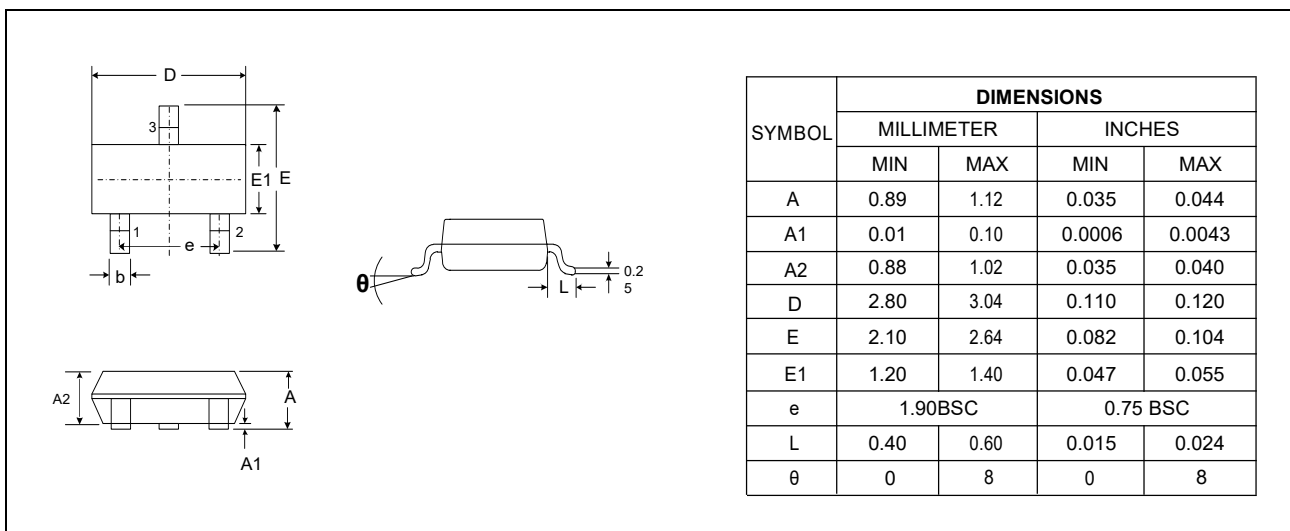 D
3
E1 E
1 2
e
b
θ
L
0.2
5
A2
A
A1
DIMENSIONS
SYMBOL MILLIMETER INCHES
MIN MAX MIN MAX
A 0.89 1.12 0.035 0.044
A1 0.01 0.10 0.0006 0.0043
A2 0.88 1.02 0.035 0.040
D 2.80 3.04 0.110 0.120
E 2.10 2.64 0.082 0.104
E1 1.20 1.40 0.047 0.055
e 1.90BSC 0.75 BSC
L 0.40 0.60 0.015 0.024
θ 0 8 0 8